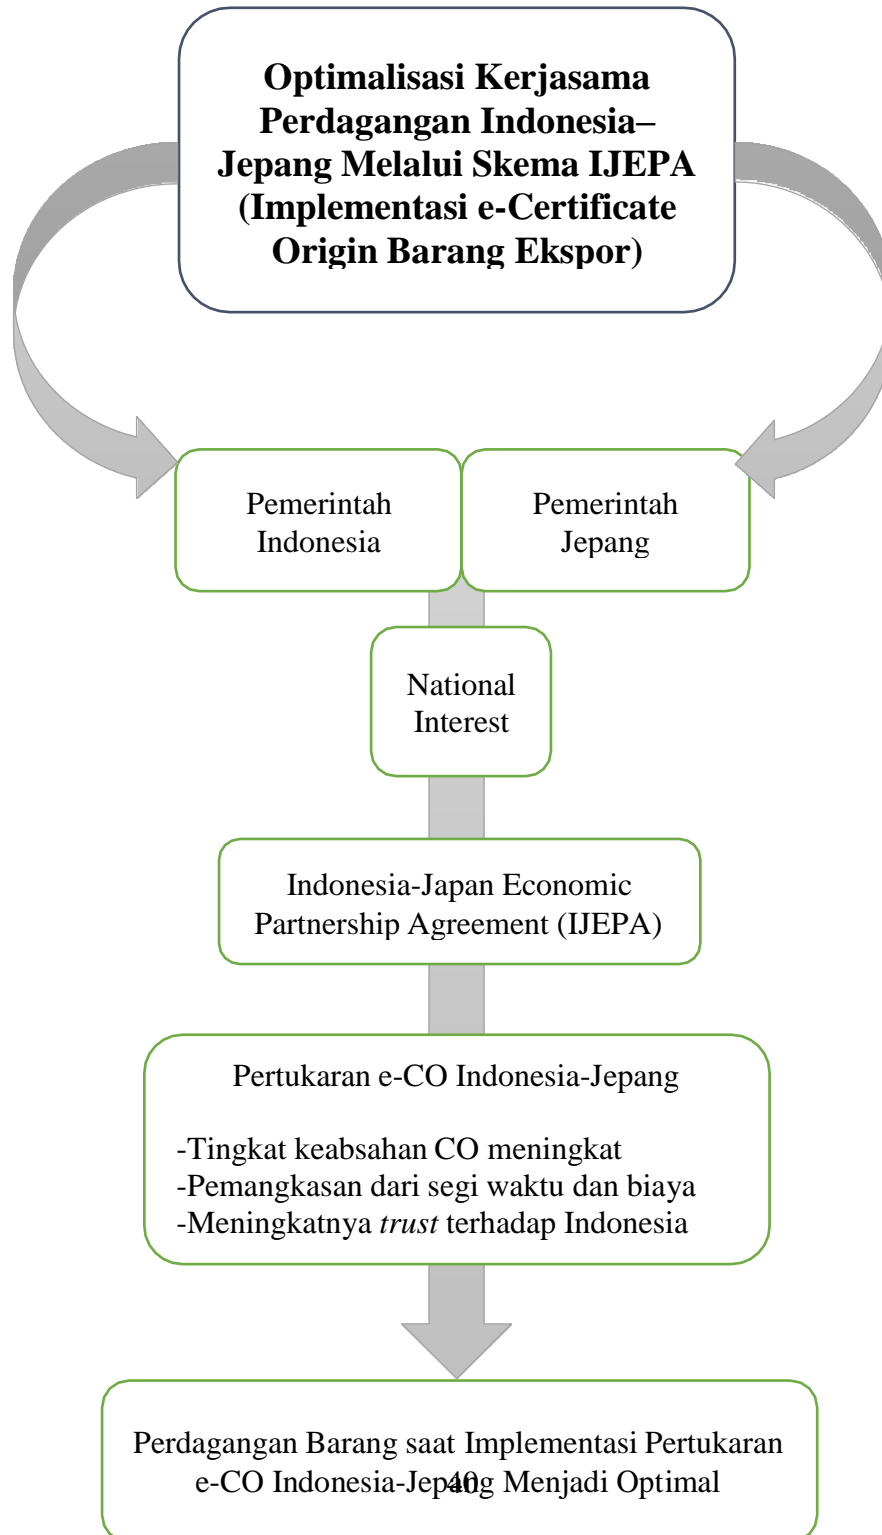 Optimalisasi Kerjasama
Perdagangan Indonesia–
Jepang Melalui Skema IJEPA
(Implementasi e-Certificate
Origin Barang Ekspor)
Pemerintah
Indonesia
Pemerintah
Jepang
National
Interest
Indonesia-Japan Economic
Partnership Agreement (IJEPA)
Pertukaran e-CO Indonesia-Jepang
-Tingkat keabsahan CO meningkat
-Pemangkasan dari segi waktu dan biaya
-Meningkatnya trust terhadap Indonesia
Perdagangan Barang saat Implementasi Pertukaran
e-CO Indonesia-Jepang Menjadi Optimal
40